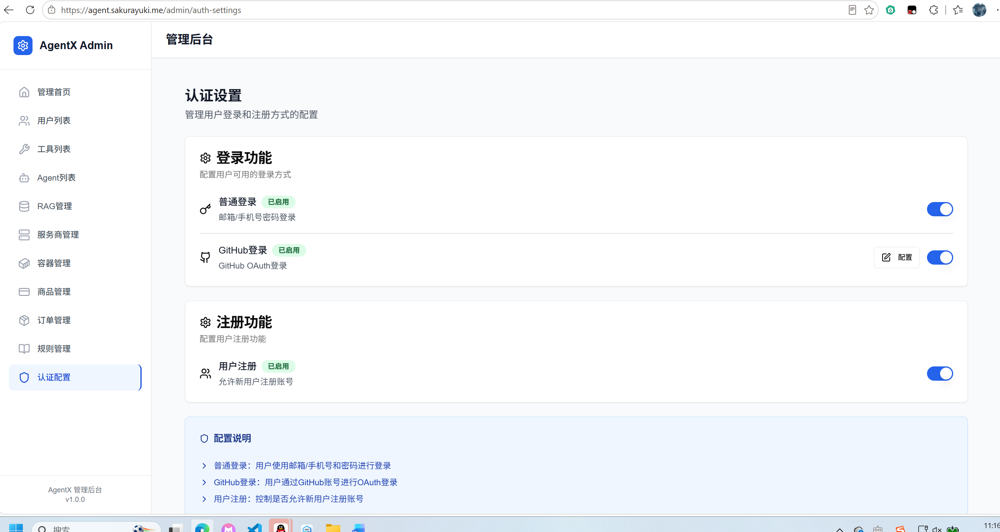 https://agent.sakurayuki.me/admin/auth-settings
AgentX Admin
管理后台
管理首页
用户列表
工具列表
Agent列表
RAG管理
服务商管理
容器管理
商品管理
订单管理
规则管理
认证配置
AgentX 管理后台
v1.0.0
认证设置
管理用户登录和注册方式的配置
登录功能
配置用户可用的登录方式
普通登录 已启用
邮箱/手机号密码登录
GitHub登录 已启用
GitHub OAuth登录
配置
注册功能
配置用户注册功能
用户注册 已启用
允许新用户注册账号
配置说明
普通登录：用户使用邮箱/手机号和密码进行登录
GitHub登录：用户通过GitHub账号进行OAuth登录
用户注册：控制是否允许新用户注册账号
搜索
11:16